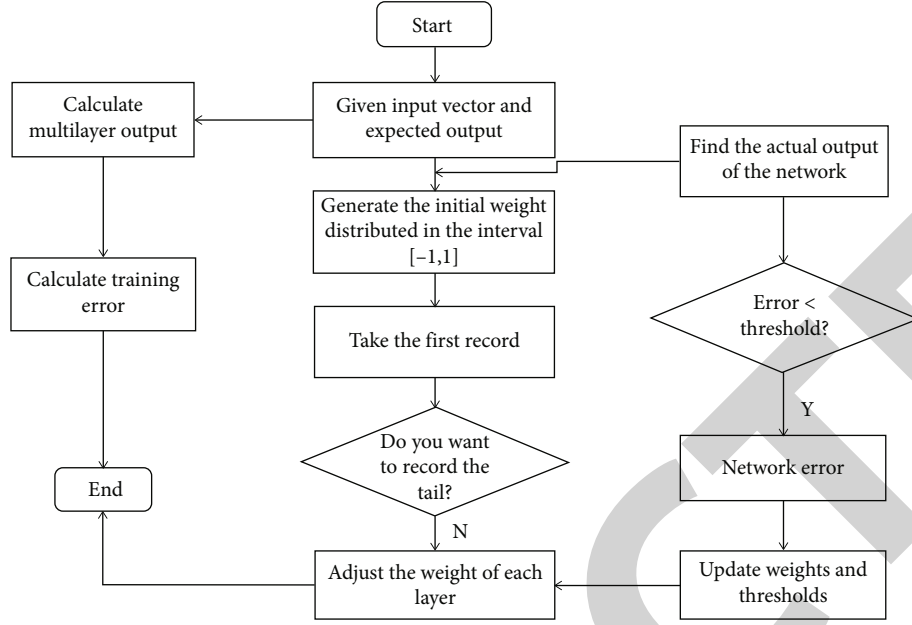 Start
Calculate
multilayer output
Given input vector and
expected output
Find the actual output
of the network
Generate the initial weight
distributed in the interval
[–1,1]
Calculate training
error
Take the first record
Error <
threshold?
Y
Do you want
to record the
tail?
Network error
End
N
Adjust the weight of each
layer
Update weights and
thresholds